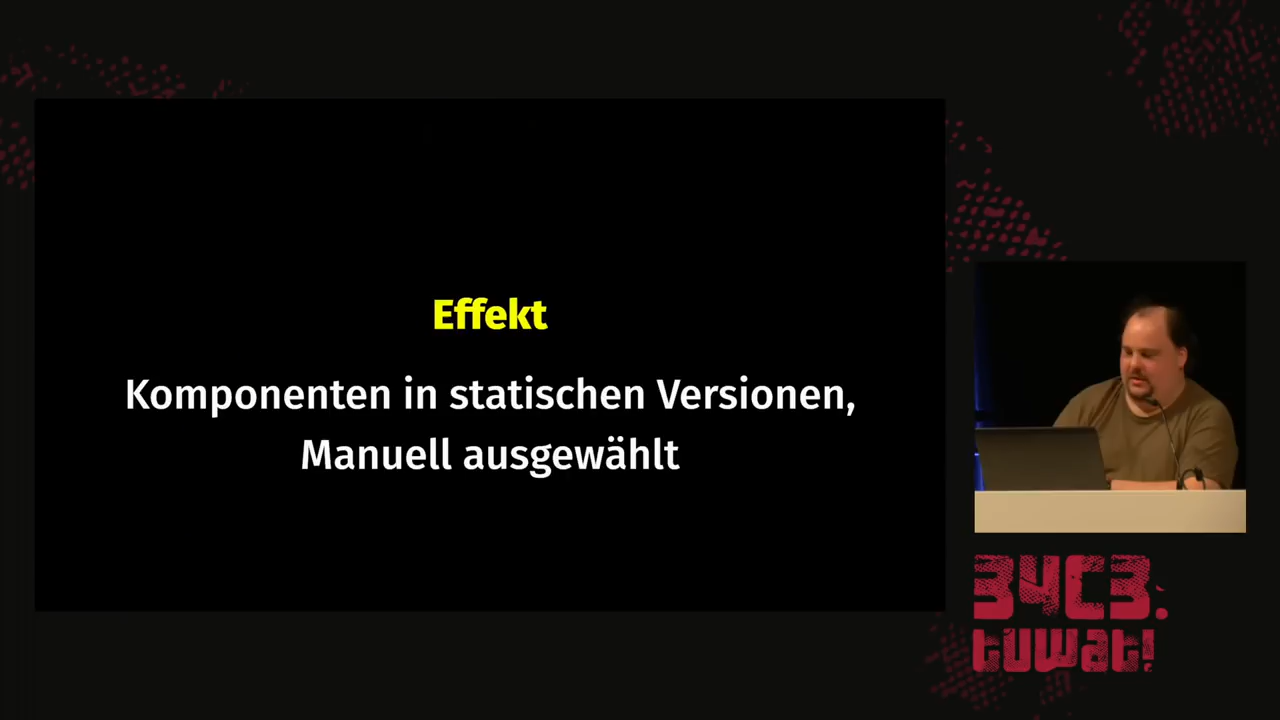 Effekt
Komponenten in statischen Versionen,
Manuell ausgewählt
34C3.
tuwat!